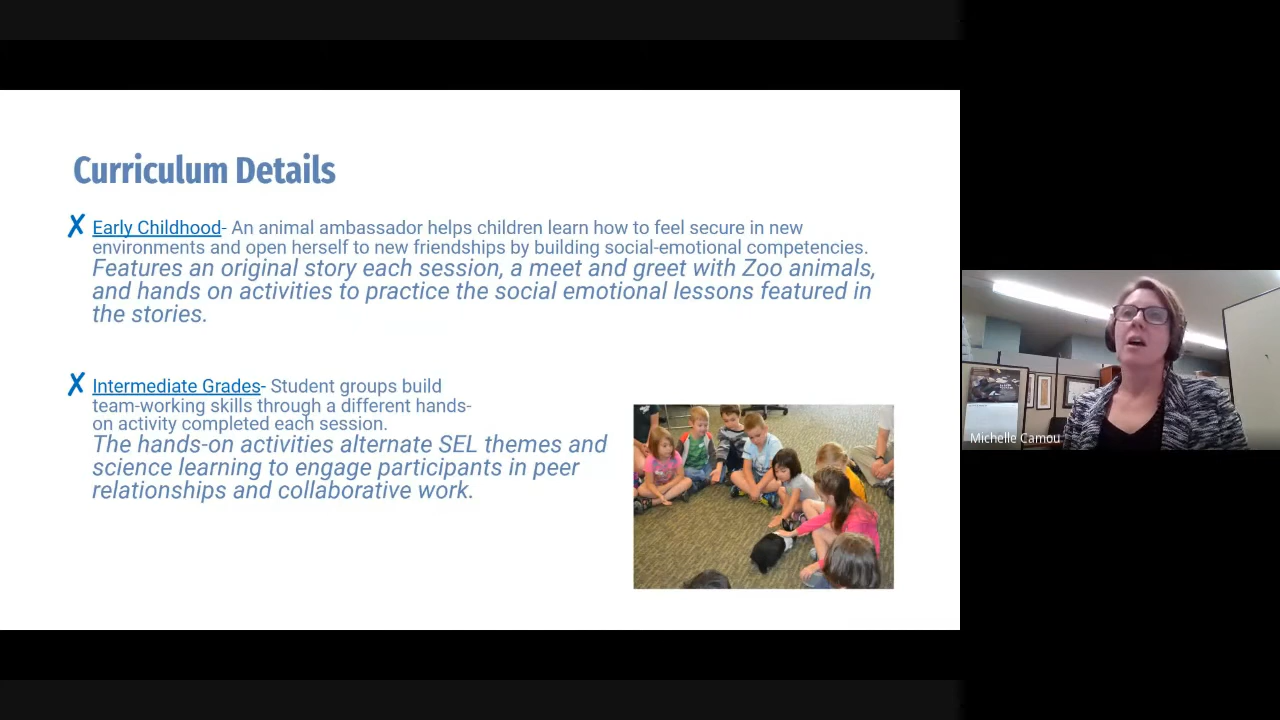 Curriculum Details
✗ Early Childhood- An animal ambassador helps children learn how to feel secure in new
environments and open herself to new friendships by building social-emotional competencies.
Features an original story each session, a meet and greet with Zoo animals,
and hands on activities to practice the social emotional lessons featured in
the stories.
✗ Intermediate Grades- Student groups build
team-working skills through a different hands-
on activity completed each session.
The hands-on activities alternate SEL themes and
science learning to engage participants in peer
relationships and collaborative work.
Michelle Camou